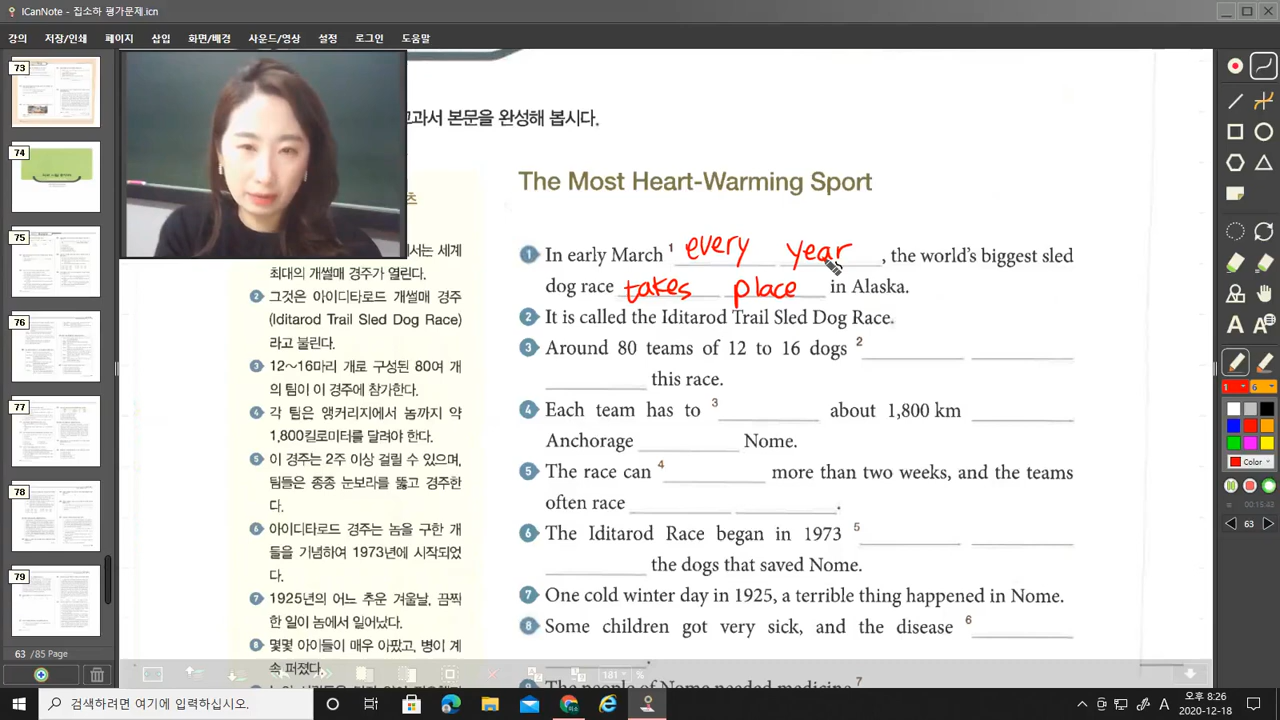 iCanNote - 집중하소 평가문제.icn
강의 저장/인쇄 페이지 삽입 화면/배경 사운드/영상 설정 로그인 도움말
73
74
75
76
77
78
79
63 / 85 Page
교과서 본문을 완성해 봅시다.
The Most Heart-Warming Sport
1 In early March 1 every year, the world's biggest sled
dog race takes place in Alaska.
2 It is called the Iditarod Trail Sled Dog Race.
3 Around 80 teams of 12 to 16 dogs 2
this race.
4 Each team has to 3 about 1,800 km
Anchorage Nome.
5 The race can 4 more than two weeks, and the teams
often race .
6 The Iditarod Race began in 1973 5
the dogs that saved Nome.
7 One cold winter day in 1925, a terrible thing happened in Nome.
8 Some children got very sick, and the disease 6
.
9 The people of Nome needed medicine 7
츠
에서는 세계
최대의 개썰매 경주가 열린다.
2 그것은 아이디타로드 개썰매 경주
(Iditarod Trail Sled Dog Race)
라고 불린다.
3 12~16마리 개로 구성된 80여 개
의 팀이 이 경주에 참가한다.
4 각 팀은 앵커리지에서 놈까지 약
1,800 킬로미터를 달려야 한다.
5 이 경주는 2주 이상 걸릴 수 있으며,
팀들은 종종 눈보라를 뚫고 경주한
다.
6 아이디타로드 경주는 놈을 구한 개
들을 기념하여 1973년에 시작되었
다.
7 1925년의 어느 추운 겨울날, 끔찍
한 일이 놈에서 일어났다.
8 몇몇 아이들이 매우 아팠고, 병이 계
속 퍼졌다.
181
Color
1 6
00:15:43
63
검색하려면 여기에 입력하십시오.
오후 8:26
2020-12-18